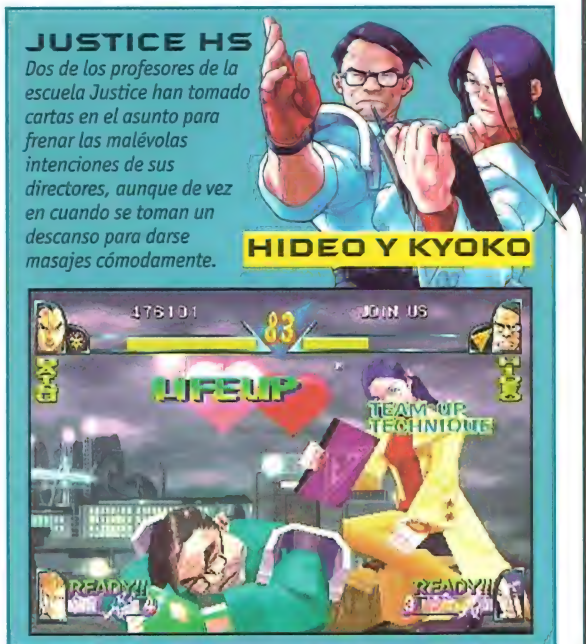 JUSTICE HS
Dos de los profesores de la
escuela Justice han tomado
cartas en el asunto para
frenar las malévolas
intenciones de sus
directores, aunque de vez
en cuando se toman un
descanso para darse
masajes cómodamente.
HIDEO Y KYOKO
476101
83
JOIN US
LIFEUP
TEAM UP
TECHNIQUE
READY!!
4
READY!!
3